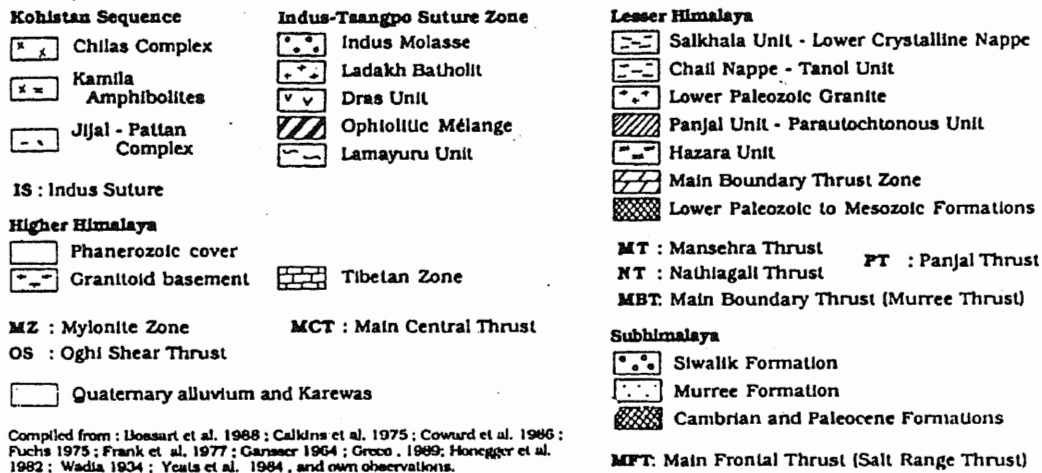 Kohistan Sequence
Chilas Complex
Kamila
Amphibolites
Jijal - Pattan
Complex
IS : Indus Suture
Higher Himalaya
Phanerozoic cover
Granitoid basement
MZ : Mylonite Zone
OS : Oghi Shear Thrust
Quaternary alluvium and Karewas
Indus-Tsangpo Suture Zone
Indus Molasse
Ladakh Batholit
Dras Unit
Ophiolitic Mélange
Lamayuru Unit
Tibetan Zone
MCT : Main Central Thrust
Compiled from : Bossart et al. 1988 ; Calkins et al. 1975 ; Coward et al. 1986 ;
Fuchs 1975 ; Frank et al. 1977 ; Gansser 1964 ; Greco , 1989; Honegger et al.
1982 ; Wadia 1934 ; Yeats et al. 1984 , and own observations.
Lesser Himalaya
Salkhala Unit - Lower Crystalline Nappe
Chail Nappe - Tanol Unit
Lower Paleozoic Granite
Panjal Unit - Parautochtonous Unit
Hazara Unit
Main Boundary Thrust Zone
Lower Paleozoic to Mesozoic Formations
MT : Mansehra Thrust
NT : Nathiagali Thrust
PT : Panjal Thrust
MBT: Main Boundary Thrust (Murree Thrust)
Subhimalaya
Siwalik Formation
Murree Formation
Cambrian and Paleocene Formations
MFT: Main Frontal Thrust (Salt Range Thrust)